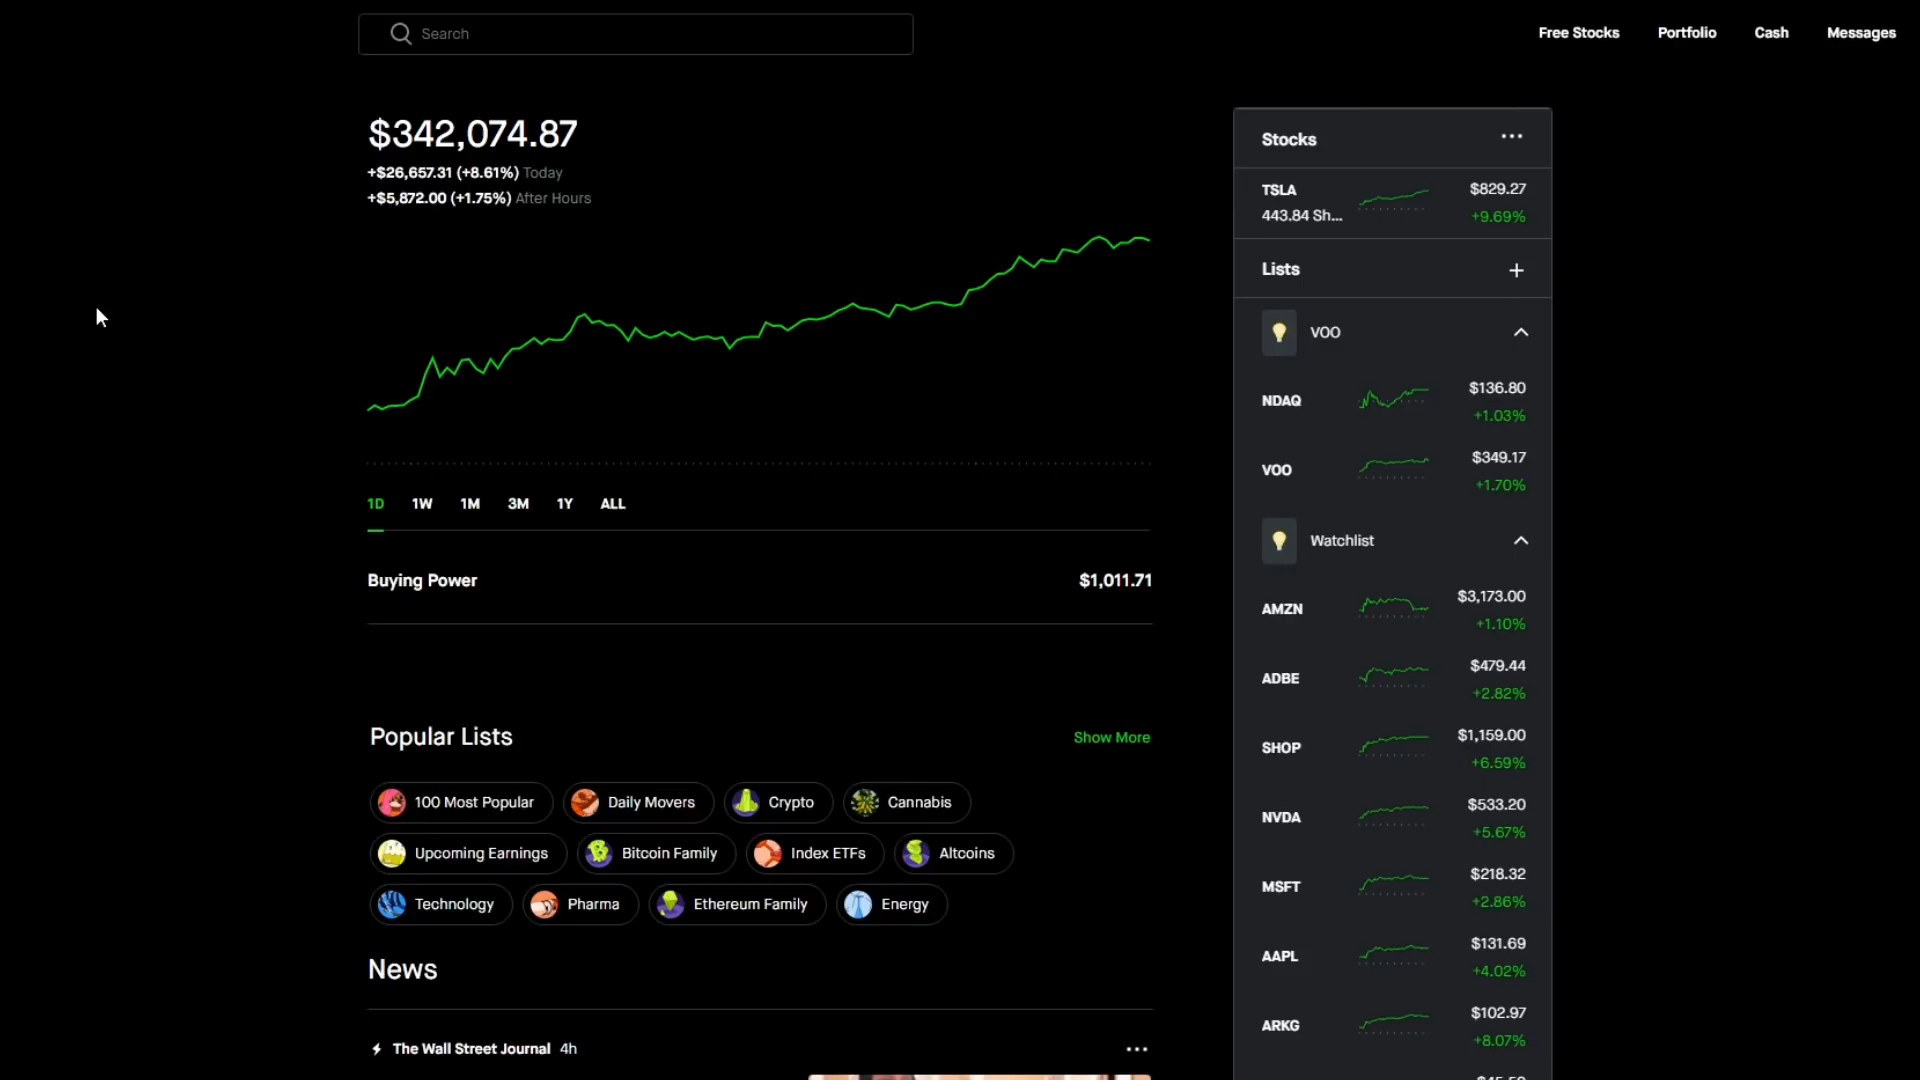 Search
Free Stocks Portfolio Cash Messages
$342,074.87
+$26,657.31 (+8.61%) Today
+$5,872.00 (+1.75%) After Hours
1D 1W 1M 3M 1Y ALL
Buying Power $1,011.71
Popular Lists Show More
100 Most Popular Daily Movers Crypto Cannabis
Upcoming Earnings Bitcoin Family Index ETFs Altcoins
Technology Pharma Ethereum Family Energy
News
The Wall Street Journal 4h
Stocks
TSLA $829.27
443.84 Sh... +9.69%
Lists
VOO
NDAQ $136.80
+1.03%
VOO $349.17
+1.70%
Watchlist
AMZN $3,173.00
+1.10%
ADBE $479.44
+2.82%
SHOP $1,159.00
+6.59%
NVDA $533.20
+5.67%
MSFT $218.32
+2.86%
AAPL $131.69
+4.02%
ARKG $102.97
+8.07%